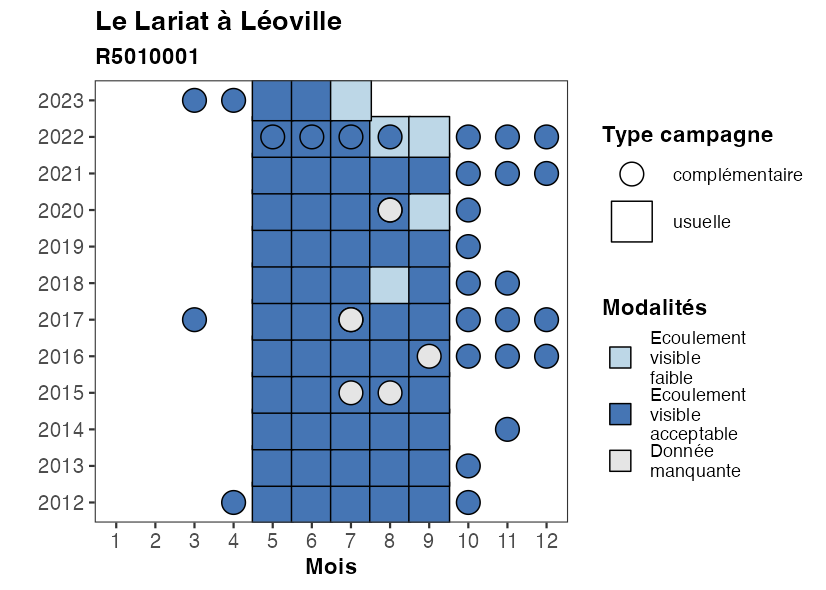 Le Lariat à Léoville
R5010001
2023
2022
2021
2020
2019
2018
2017
2016
2015
2014
2013
2012
1 2 3 4 5 6 7 8 9 10 11 12
Mois
Type campagne
complémentaire
usuelle
Modalités
Ecoulement
visible
faible
Ecoulement
visible
acceptable
Donnée
manquante